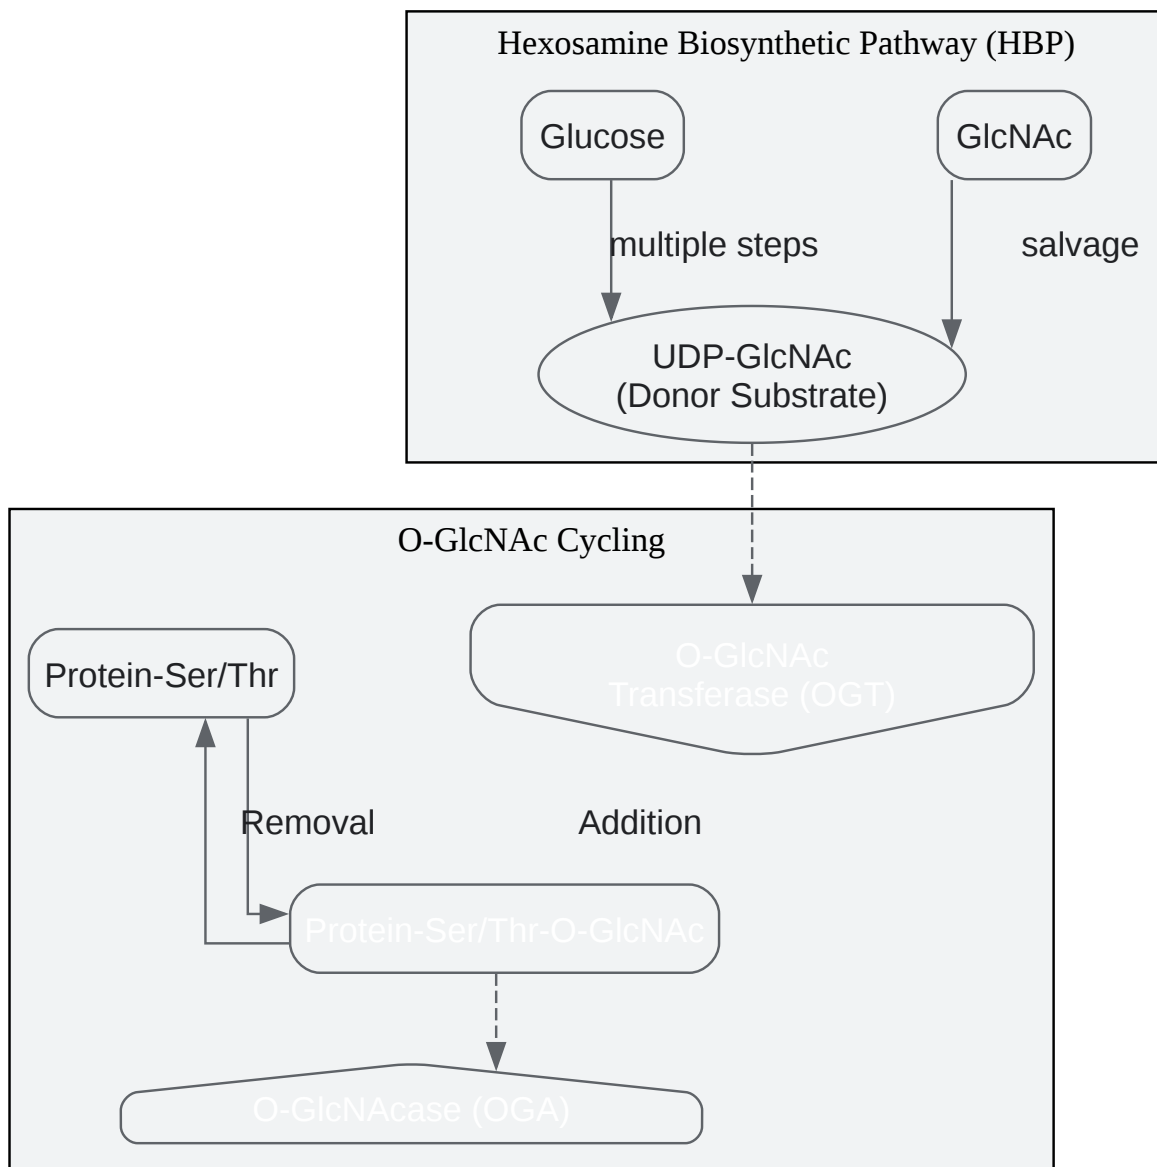 Hexosamine Biosynthetic Pathway (HBP)
Glucose
GlcNAc
multiple steps
salvage
UDP-GlcNAc
(Donor Substrate)
O-GlcNAc Cycling
Protein-Ser/Thr
O-GlcNAc
Transferase (OGT)
Removal
Addition
Protein-Ser/Thr-O-GlcNAc
O-GlcNAcase (OGA)